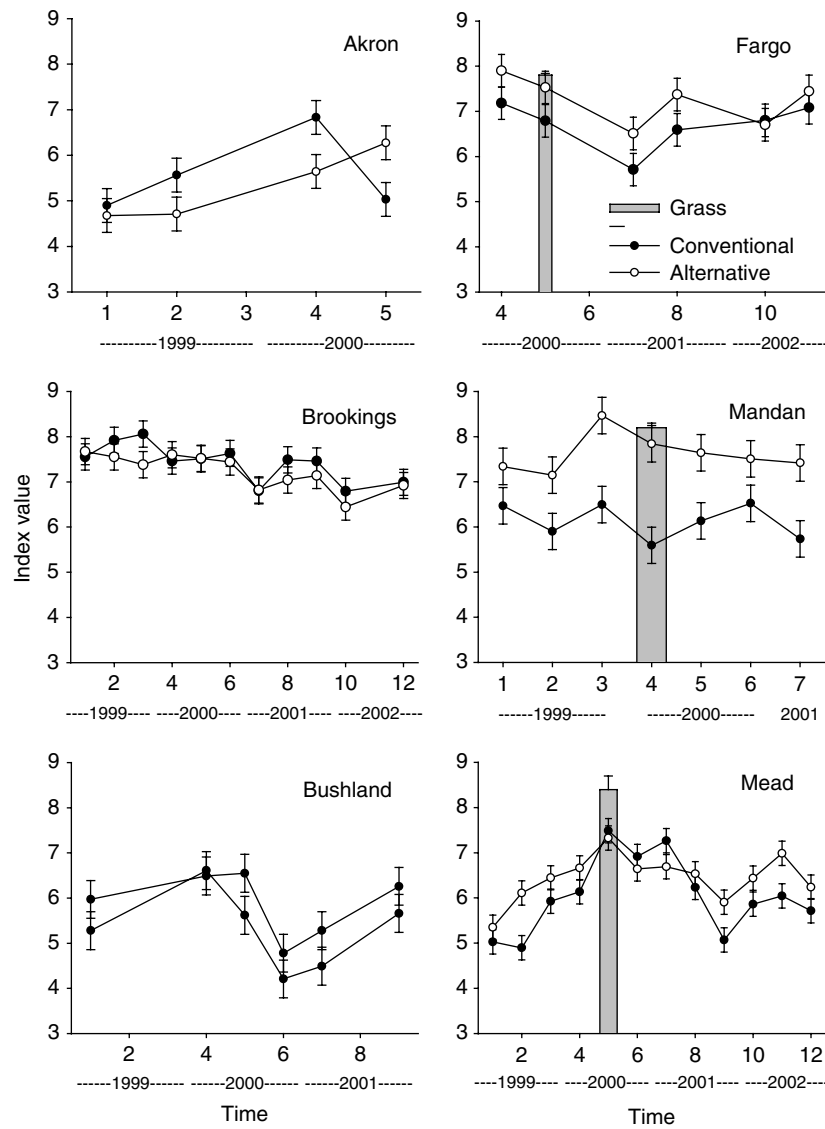 Akron
9
8
7
6
5
4
3
1 2 3 4 5
----------1999---------- ----------2000----------
Fargo
9
8
7
6
5
4
3
Grass
Conventional
Alternative
4 6 8 10
-------2000------- -------2001------- -------2002-------
Brookings
9
8
7
6
5
4
3
2 4 6 8 10 12
----1999---- ----2000---- ----2001---- ----2002----
Index value
Mandan
9
8
7
6
5
4
3
1 2 3 4 5 6 7
------1999------ ------2000------ 2001
Bushland
9
8
7
6
5
4
3
2 4 6 8
------1999------ ------2000------ ------2001------
Time
Mead
9
8
7
6
5
4
3
2 4 6 8 10 12
----1999---- ----2000---- ----2001---- ----2002----
Time